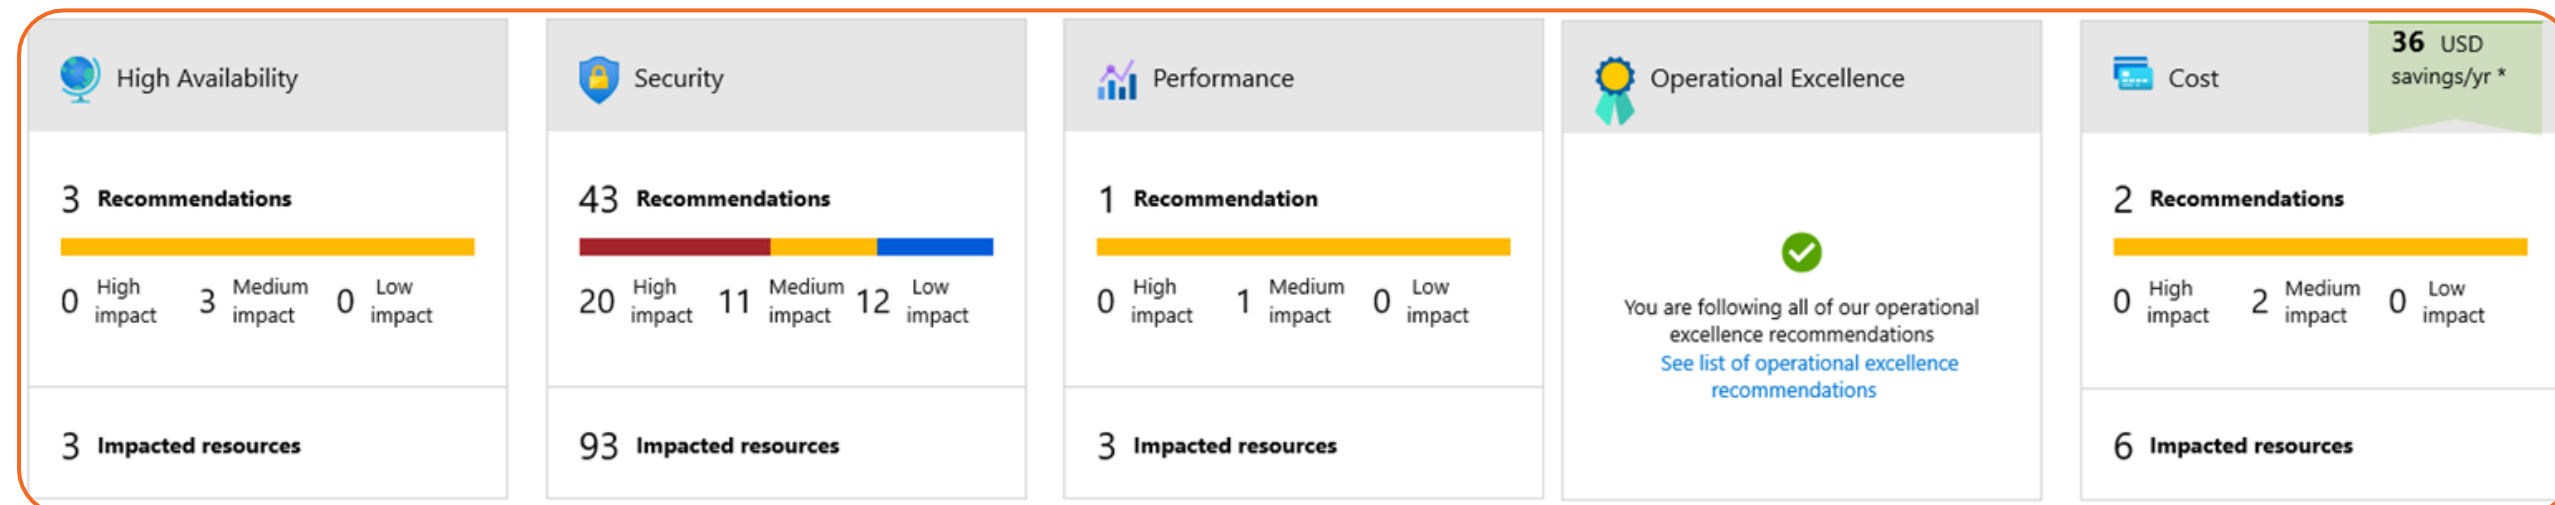 High Availability
3 Recommendations
0 High impact 3 Medium impact 0 Low impact
3 Impacted resources
Security
43 Recommendations
20 High impact 11 Medium impact 12 Low impact
93 Impacted resources
Performance
1 Recommendation
0 High impact 1 Medium impact 0 Low impact
3 Impacted resources
Operational Excellence
You are following all of our operational
excellence recommendations
See list of operational excellence
recommendations
Cost
36 USD
savings/yr *
2 Recommendations
0 High impact 2 Medium impact 0 Low impact
6 Impacted resources